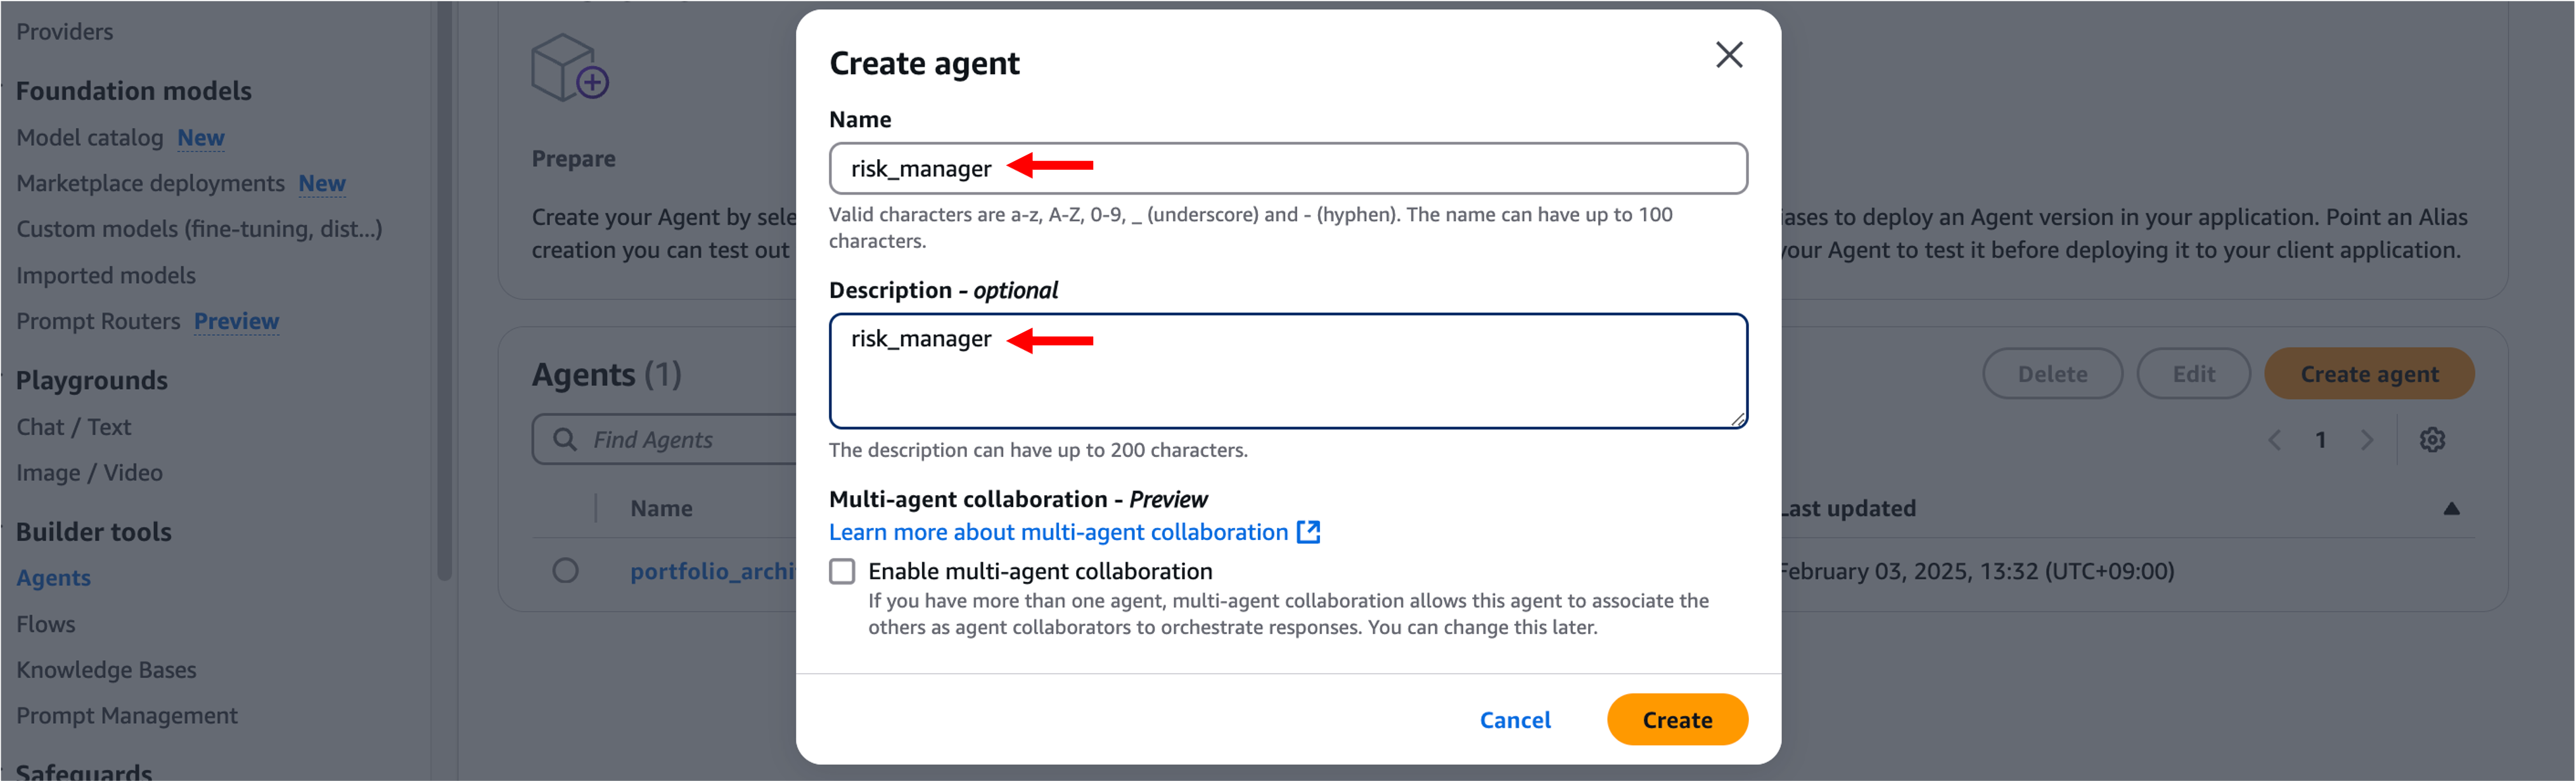 Providers
Foundation models
Model catalog New
Marketplace deployments New
Custom models (fine-tuning, dist...)
Imported models
Prompt Routers Preview
Playgrounds
Chat / Text
Image / Video
Builder tools
Agents
Flows
Knowledge Bases
Prompt Management
Safeguards
Prepare
Create your Agent by sele
creation you can test out
ases to deploy an Agent version in your application. Point an Alias
your Agent to test it before deploying it to your client application.
Agents (1)
Delete
Edit
Create agent
Find Agents
1
Name
Last updated
portfolio_archi
February 03, 2025, 13:32 (UTC+09:00)
Create agent
Name
risk_manager
Valid characters are a-z, A-Z, 0-9, _ (underscore) and - (hyphen). The name can have up to 100
characters.
Description - optional
risk_manager
The description can have up to 200 characters.
Multi-agent collaboration - Preview
Learn more about multi-agent collaboration
Enable multi-agent collaboration
If you have more than one agent, multi-agent collaboration allows this agent to associate the
others as agent collaborators to orchestrate responses. You can change this later.
Cancel
Create